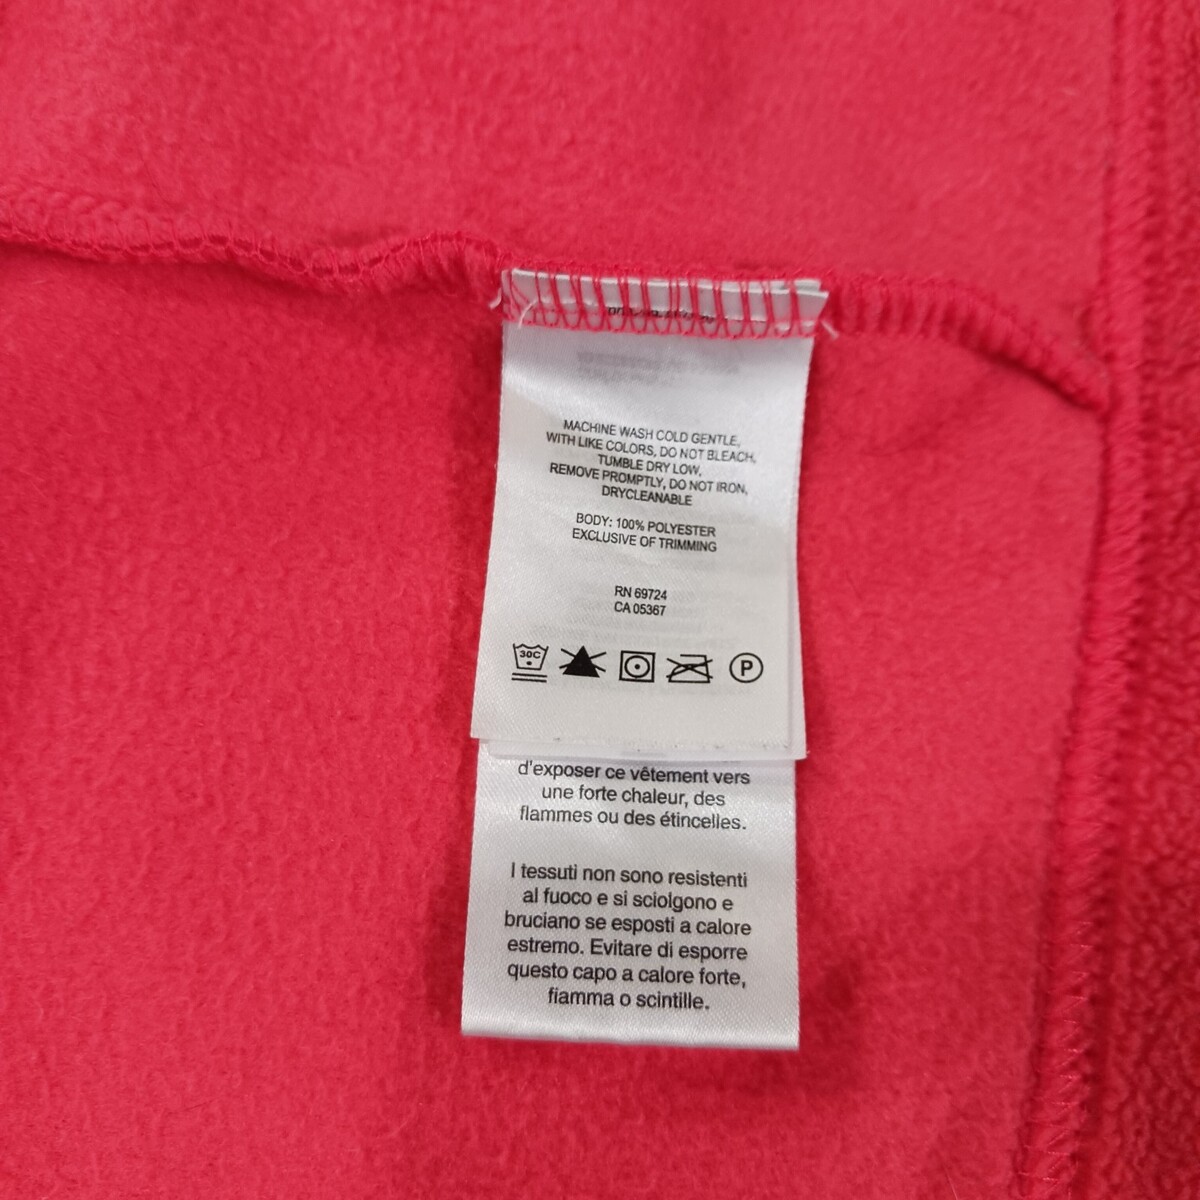 MACHINE WASH COLD GENTLE,
WITH LIKE COLORS, DO NOT BLEACH,
TUMBLE DRY LOW,
REMOVE PROMPTLY, DO NOT IRON,
DRYCLEANABLE
BODY: 100% POLYESTER
EXCLUSIVE OF TRIMMING
RN 69724
CA 05367
30C
P
d'exposer ce vêtement vers
une forte chaleur, des
flammes ou des étincelles.
I tessuti non sono resistenti
al fuoco e si sciolgono e
bruciano se esposti a calore
estremo. Evitare di esporre
questo capo a calore forte,
fiamma o scintille.